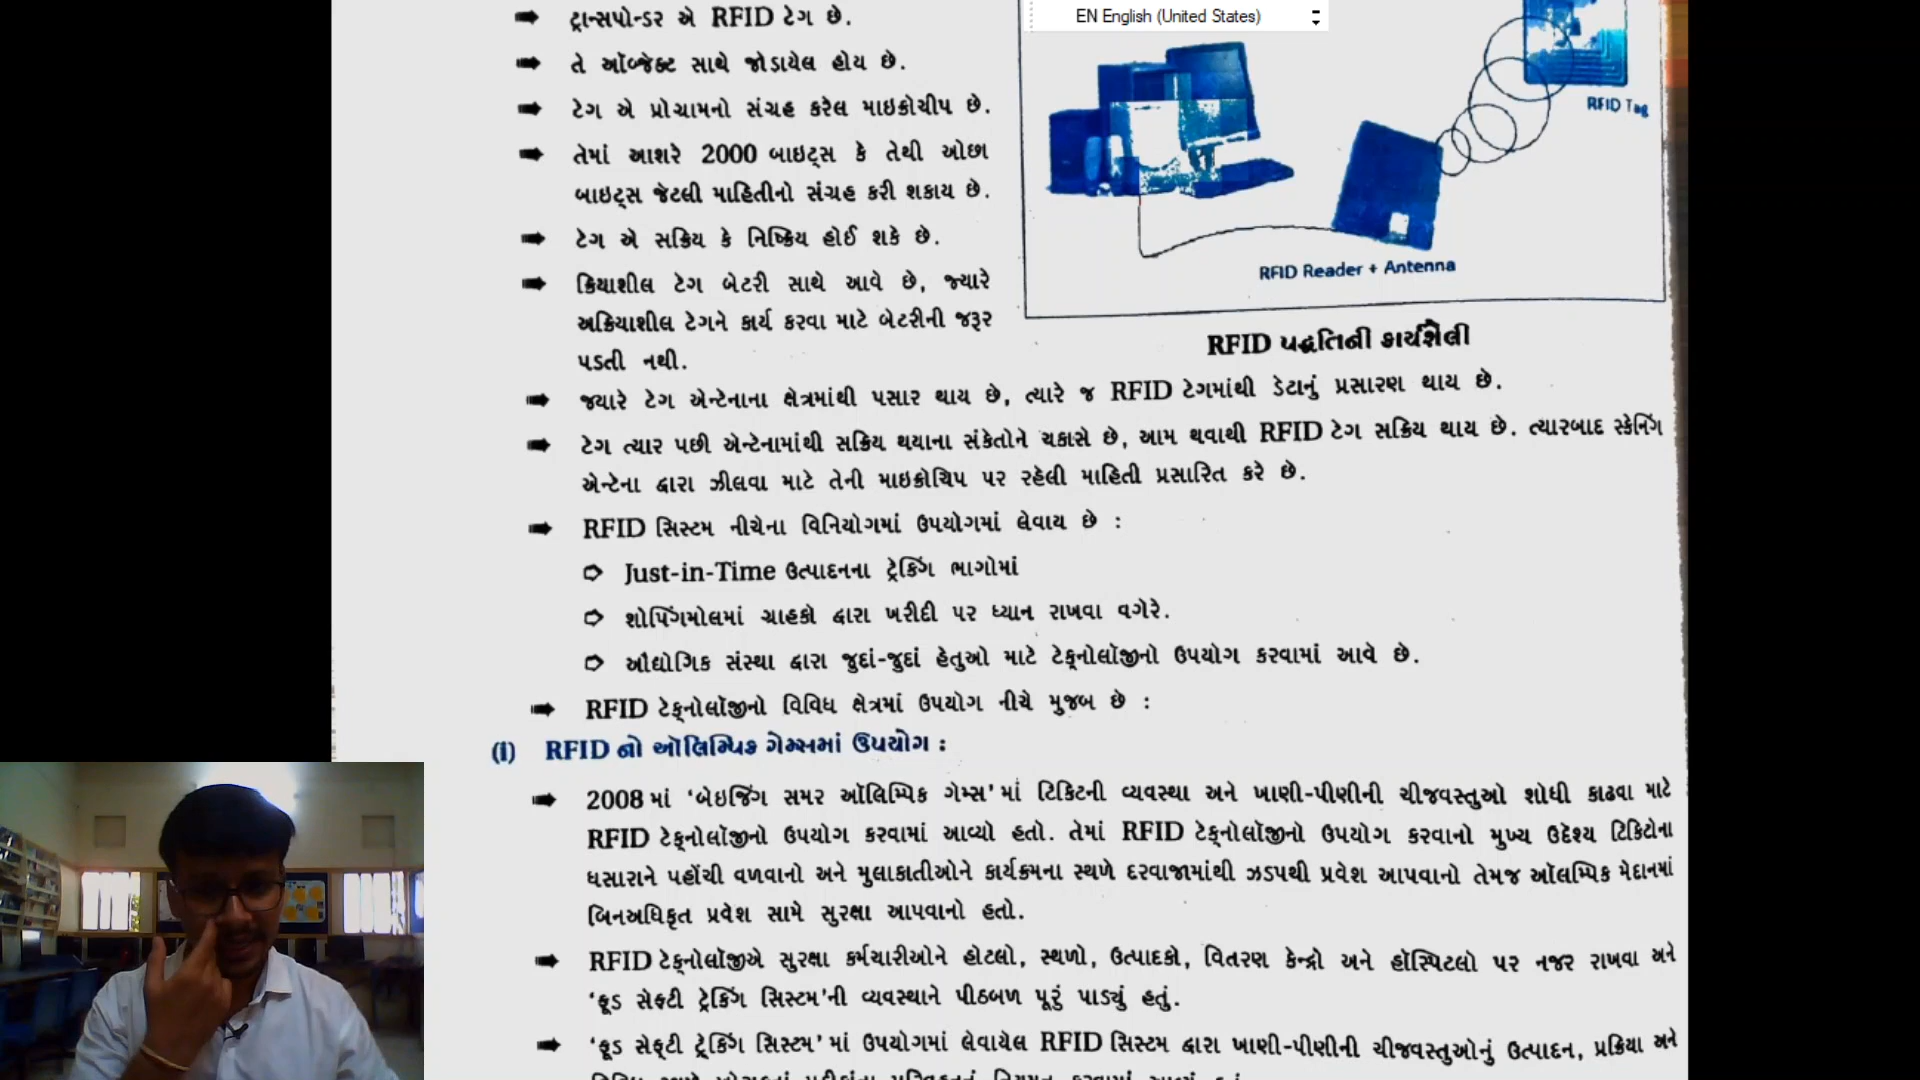 EN English (United States)
➡ ટ્રાન્સપોન્ડર એ RFID ટેગ છે.
➡ તે ઑબ્જેક્ટ સાથે જોડાયેલ હોય છે.
➡ ટેગ એ પ્રોગ્રામનો સંગ્રહ કરેલ માઇક્રોચીપ છે.
➡ તેમાં આશરે 2000 બાઇટ્સ કે તેથી ઓછા
બાઇટ્સ જેટલી માહિતીનો સંગ્રહ કરી શકાય છે.
➡ ટેગ એ સક્રિય કે નિષ્ક્રિય હોઈ શકે છે.
➡ ક્રિયાશીલ ટેગ બેટરી સાથે આવે છે, જ્યારે
અક્રિયાશીલ ટેગને કાર્ય કરવા માટે બેટરીની જરૂર
પડતી નથી.
RFID Tag
RFID Reader + Antenna
RFID પદ્ધતિની કાર્યશૈલી
➡ જ્યારે ટેગ એન્ટેનાના ક્ષેત્રમાંથી પસાર થાય છે, ત્યારે જ RFID ટેગમાંથી ડેટાનું પ્રસારણ થાય છે.
➡ ટેગ ત્યાર પછી એન્ટેનામાંથી સક્રિય થયાના સંકેતોને ચકાસે છે, આમ થવાથી RFID ટેગ સક્રિય થાય છે. ત્યારબાદ સ્કેનિંગ
એન્ટેના દ્વારા ઝીલવા માટે તેની માઇક્રોચિપ પર રહેલી માહિતી પ્રસારિત કરે છે.
➡ RFID સિસ્ટમ નીચેના વિનિયોગમાં ઉપયોગમાં લેવાય છે :
➩ Just-in-Time ઉત્પાદનના ટ્રેકિંગ ભાગોમાં
➩ શોપિંગમોલમાં ગ્રાહકો દ્વારા ખરીદી પર ધ્યાન રાખવા વગેરે.
➩ ઔદ્યોગિક સંસ્થા દ્વારા જુદાં-જુદાં હેતુઓ માટે ટેક્નોલૉજીનો ઉપયોગ કરવામાં આવે છે.
➡ RFID ટેક્નોલૉજીનો વિવિધ ક્ષેત્રમાં ઉપયોગ નીચે મુજબ છે :
(i) RFID નો ઑલિમ્પિક ગેમ્સમાં ઉપયોગ :
➡ 2008 માં ‘બેઇજિંગ સમર ઑલિમ્પિક ગેમ્સ’ માં ટિકિટની વ્યવસ્થા અને ખાણી-પીણીની ચીજવસ્તુઓ શોધી કાઢવા માટે
RFID ટેક્નોલૉજીનો ઉપયોગ કરવામાં આવ્યો હતો. તેમાં RFID ટેક્નોલૉજીનો ઉપયોગ કરવાનો મુખ્ય ઉદ્દેશ્ય ટિકિટોના
ધસારાને પહોંચી વળવાનો અને મુલાકાતીઓને કાર્યક્રમના સ્થળે દરવાજામાંથી ઝડપથી પ્રવેશ આપવાનો તેમજ ઑલમ્પિક મેદાનમાં
બિનઅધિકૃત પ્રવેશ સામે સુરક્ષા આપવાનો હતો.
➡ RFID ટેક્નોલૉજીએ સુરક્ષા કર્મચારીઓને હોટલો, સ્થળો, ઉત્પાદકો, વિતરણ કેન્દ્રો અને હૉસ્પિટલો પર નજર રાખવા અને
‘ફૂડ સેફ્ટી ટ્રેકિંગ સિસ્ટમ’ની વ્યવસ્થાને પીઠબળ પૂરું પાડ્યું હતું.
➡ ‘ફૂડ સેફ્ટી ટ્રેકિંગ સિસ્ટમ’ માં ઉપયોગમાં લેવાયેલ RFID સિસ્ટમ દ્વારા ખાણી-પીણીની ચીજવસ્તુઓનું ઉત્પાદન, પ્રક્રિયા અને